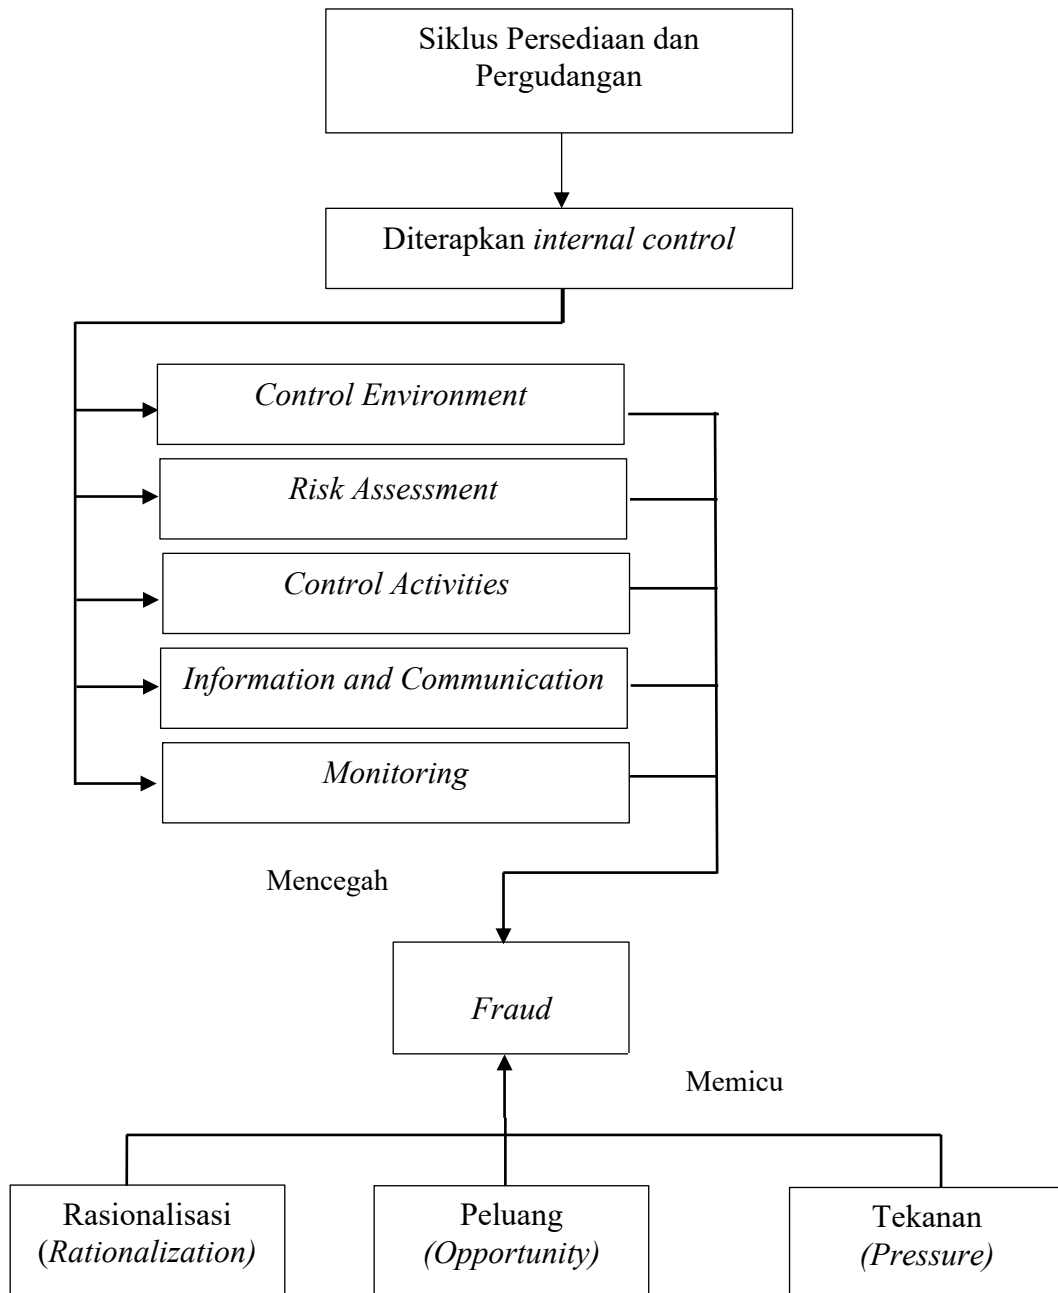 Siklus Persediaan dan
Pergudangan
Diterapkan internal control
Control Environment
Risk Assessment
Control Activities
Information and Communication
Monitoring
Mencegah
Fraud
Memicu
Rasionalisasi
(Rationalization)
Peluang
(Opportunity)
Tekanan
(Pressure)